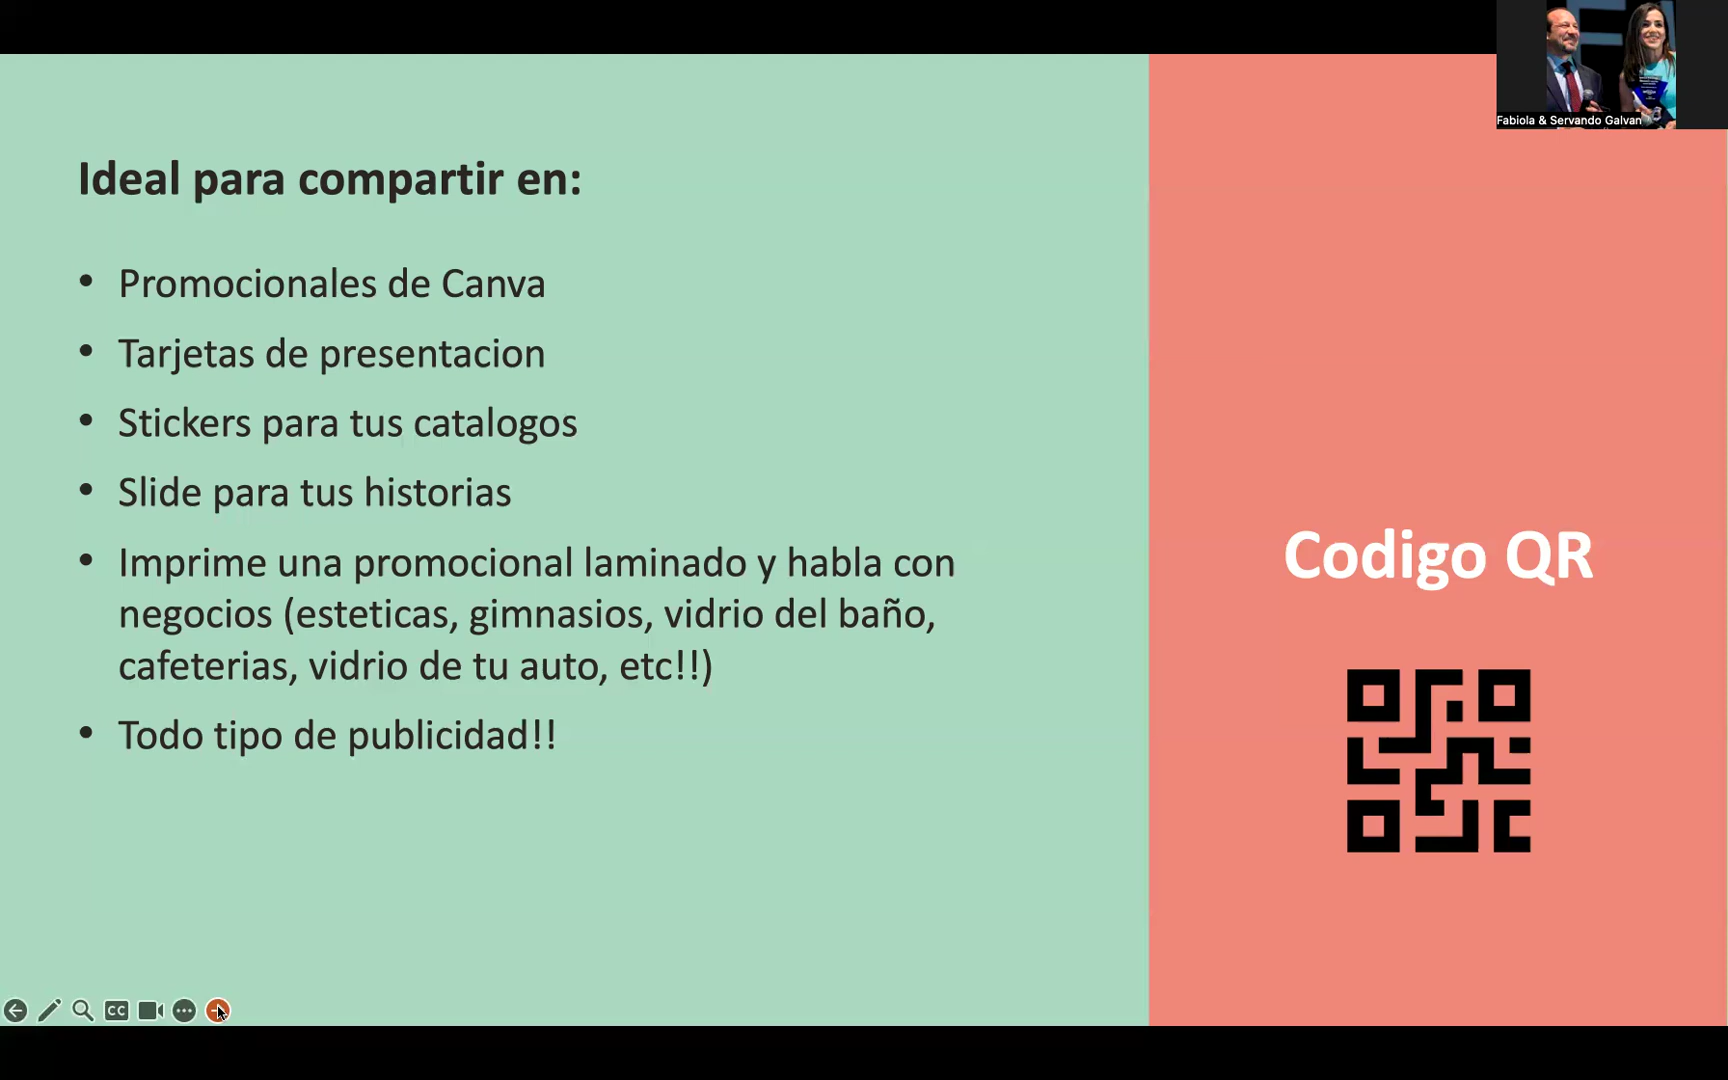 Fabiola & Servando Galvan
Ideal para compartir en:
• Promocionales de Canva
• Tarjetas de presentacion
• Stickers para tus catalogos
• Slide para tus historias
• Imprime una promocional laminado y habla con
negocios (esteticas, gimnasios, vidrio del baño,
cafeterias, vidrio de tu auto, etc!!)
• Todo tipo de publicidad!!
Codigo QR
CC